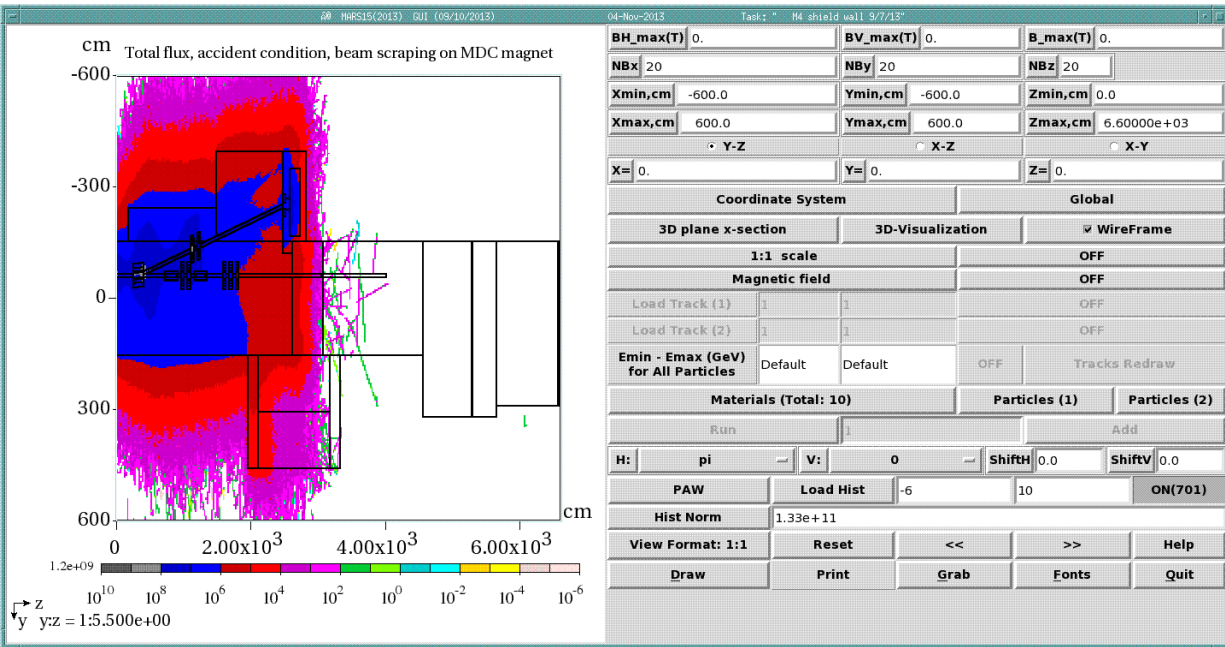 MARS15(2013) GUI (09/10/2013) 04-Nov-2013 Task: " M4 shield wall 9/7/13"
cm Total flux, accident condition, beam scraping on MDC magnet
-600
-300
0
300
600
cm
0 2.00x10³ 4.00x10³ 6.00x10³
1.2e+09
10¹⁰ 10⁸ 10⁶ 10⁴ 10² 10⁰ 10⁻² 10⁻⁴ 10⁻⁶
z
y y:z = 1:5.500e+00
BH_max(T) 0. BV_max(T) 0. B_max(T) 0.
NBx 20 NBy 20 NBz 20
Xmin,cm -600.0 Ymin,cm -600.0 Zmin,cm 0.0
Xmax,cm 600.0 Ymax,cm 600.0 Zmax,cm 6.60000e+03
Y-Z X-Z X-Y
X= 0. Y= 0. Z= 0.
Coordinate System Global
3D plane x-section 3D-Visualization WireFrame
1:1 scale OFF
Magnetic field OFF
Load Track (1) 1 1 OFF
Load Track (2) 1 1 OFF
Emin - Emax (GeV)
for All Particles Default Default OFF Tracks Redraw
Materials (Total: 10) Particles (1) Particles (2)
Run 1 Add
H: pi V: 0 ShiftH 0.0 ShiftV 0.0
PAW Load Hist -6 10 ON(701)
Hist Norm 1.33e+11
View Format: 1:1 Reset << >> Help
Draw Print Grab Fonts Quit